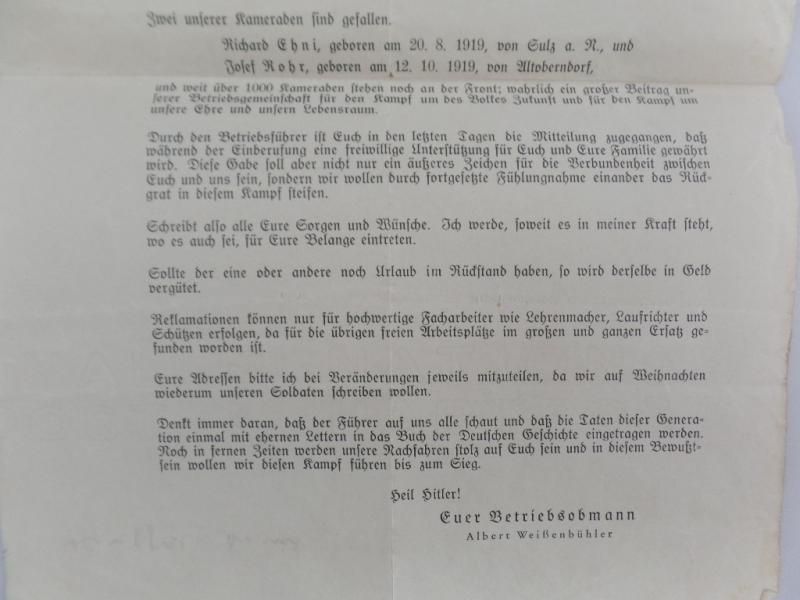 Zwei unserer Kameraden sind gefallen.
Richard Ehni, geboren am 20. 8. 1919, von Sulz a. N., und
Josef Rohr, geboren am 12. 10. 1919, von Altoberndorf,
und weit über 1000 Kameraden stehen noch an der Front; wahrlich ein großer Beitrag un-
serer Betriebsgemeinschaft für den Kampf um des Volkes Zukunft und für den Kampf um
unsere Ehre und unsern Lebensraum.
Durch den Betriebsführer ist Euch in den letzten Tagen die Mitteilung zugegangen, daß
während der Einberufung eine freiwillige Unterstützung für Euch und Eure Familie gewährt
wird. Diese Gabe soll aber nicht nur ein äußeres Zeichen für die Verbundenheit zwischen
Euch und uns sein, sondern wir wollen durch fortgesetzte Fühlungnahme einander das Rück-
grat in diesem Kampf steifen.
Schreibt also alle Eure Sorgen und Wünsche. Ich werde, soweit es in meiner Kraft steht,
wo es auch sei, für Eure Belange eintreten.
Sollte der eine oder andere noch Urlaub im Rückstand haben, so wird derselbe in Geld
vergütet.
Reklamationen können nur für hochwertige Facharbeiter wie Lehrenmacher, Laufrichter und
Schützen erfolgen, da für die übrigen freien Arbeitsplätze im großen und ganzen Ersatz ge-
funden worden ist.
Eure Adressen bitte ich bei Veränderungen jeweils mitzuteilen, da wir auf Weihnachten
wiederum unseren Soldaten schreiben wollen.
Denkt immer daran, daß der Führer auf uns alle schaut und daß die Taten dieser Genera-
tion einmal mit ehernen Lettern in das Buch der Deutschen Geschichte eingetragen werden.
Noch in fernen Zeiten werden unsre Nachfahren stolz auf Euch sein und in diesem Bewußt-
sein wollen wir diesen Kampf führen bis zum Sieg.
Heil Hitler!
Euer Betriebsobmann
Albert Weißenbühler